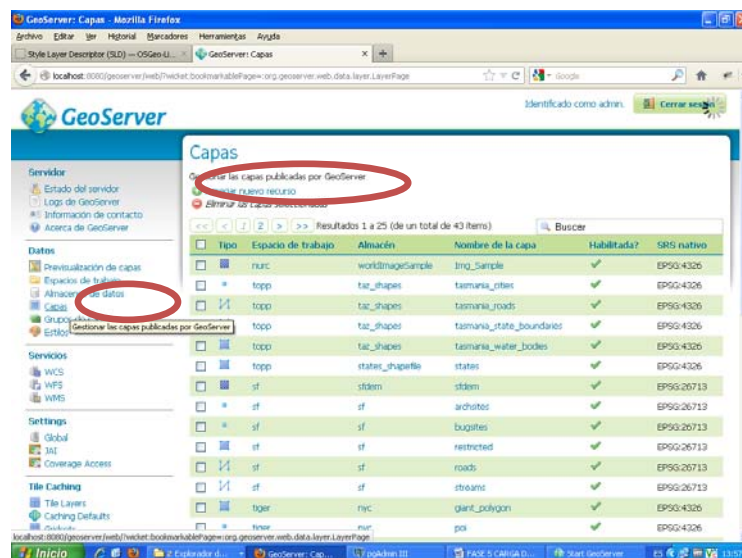 GeoServer: Capas - Mozilla Firefox
Archivo Editar Ver Historial Marcadores Herramientas Ayuda
Style Layer Descriptor (SLD) — OSGeo-Li...
GeoServer: Capas
localhost:8080/geoserver/web/?wicket:bookmarkablePage=:org.geoserver.web.data.layer.LayerPage
Google
Identificado como admin.
Cerrar sesión
GeoServer
Servidor
Estado del servidor
Logs de GeoServer
Información de contacto
Acerca de GeoServer
Datos
Previsualización de capas
Espacios de trabajo
Almacenes de datos
Capas
Grupos de
Estilos
Gestionar las capas publicadas por GeoServer
Servicios
WCS
WFS
WMS
Settings
Global
JAI
Coverage Access
Tile Caching
Tile Layers
Caching Defaults
Gridsets
Capas
Gestionar las capas publicadas por GeoServer
Agregar nuevo recurso
Eliminar las capas seleccionadas
<< < 1 2 > >> Resultados 1 a 25 (de un total de 43 ítems)
Buscar
Tipo Espacio de trabajo Almacén Nombre de la capa Habilitada? SRS nativo
nurc worldImageSample Img_Sample EPSG:4326
topp taz_shapes tasmania_cities EPSG:4326
topp taz_shapes tasmania_roads EPSG:4326
topp taz_shapes tasmania_state_boundaries EPSG:4326
topp taz_shapes tasmania_water_bodies EPSG:4326
topp states_shapefile states EPSG:4326
sf sfdem sfdem EPSG:26713
sf sf archsites EPSG:26713
sf sf bugsites EPSG:26713
sf sf restricted EPSG:26713
sf sf roads EPSG:26713
sf sf streams EPSG:26713
tiger nyc giant_polygon EPSG:4326
tiger nyc poi EPSG:4326
localhost:8080/geoserver/web/?wicket:bookmarkablePage=:org.geoserver.web.data.layer.LayerPage
Inicio
2 Explorador d...
GeoServer: Cap...
pgAdmin III
FASE 5 CARGA D...
Start GeoServer
ES